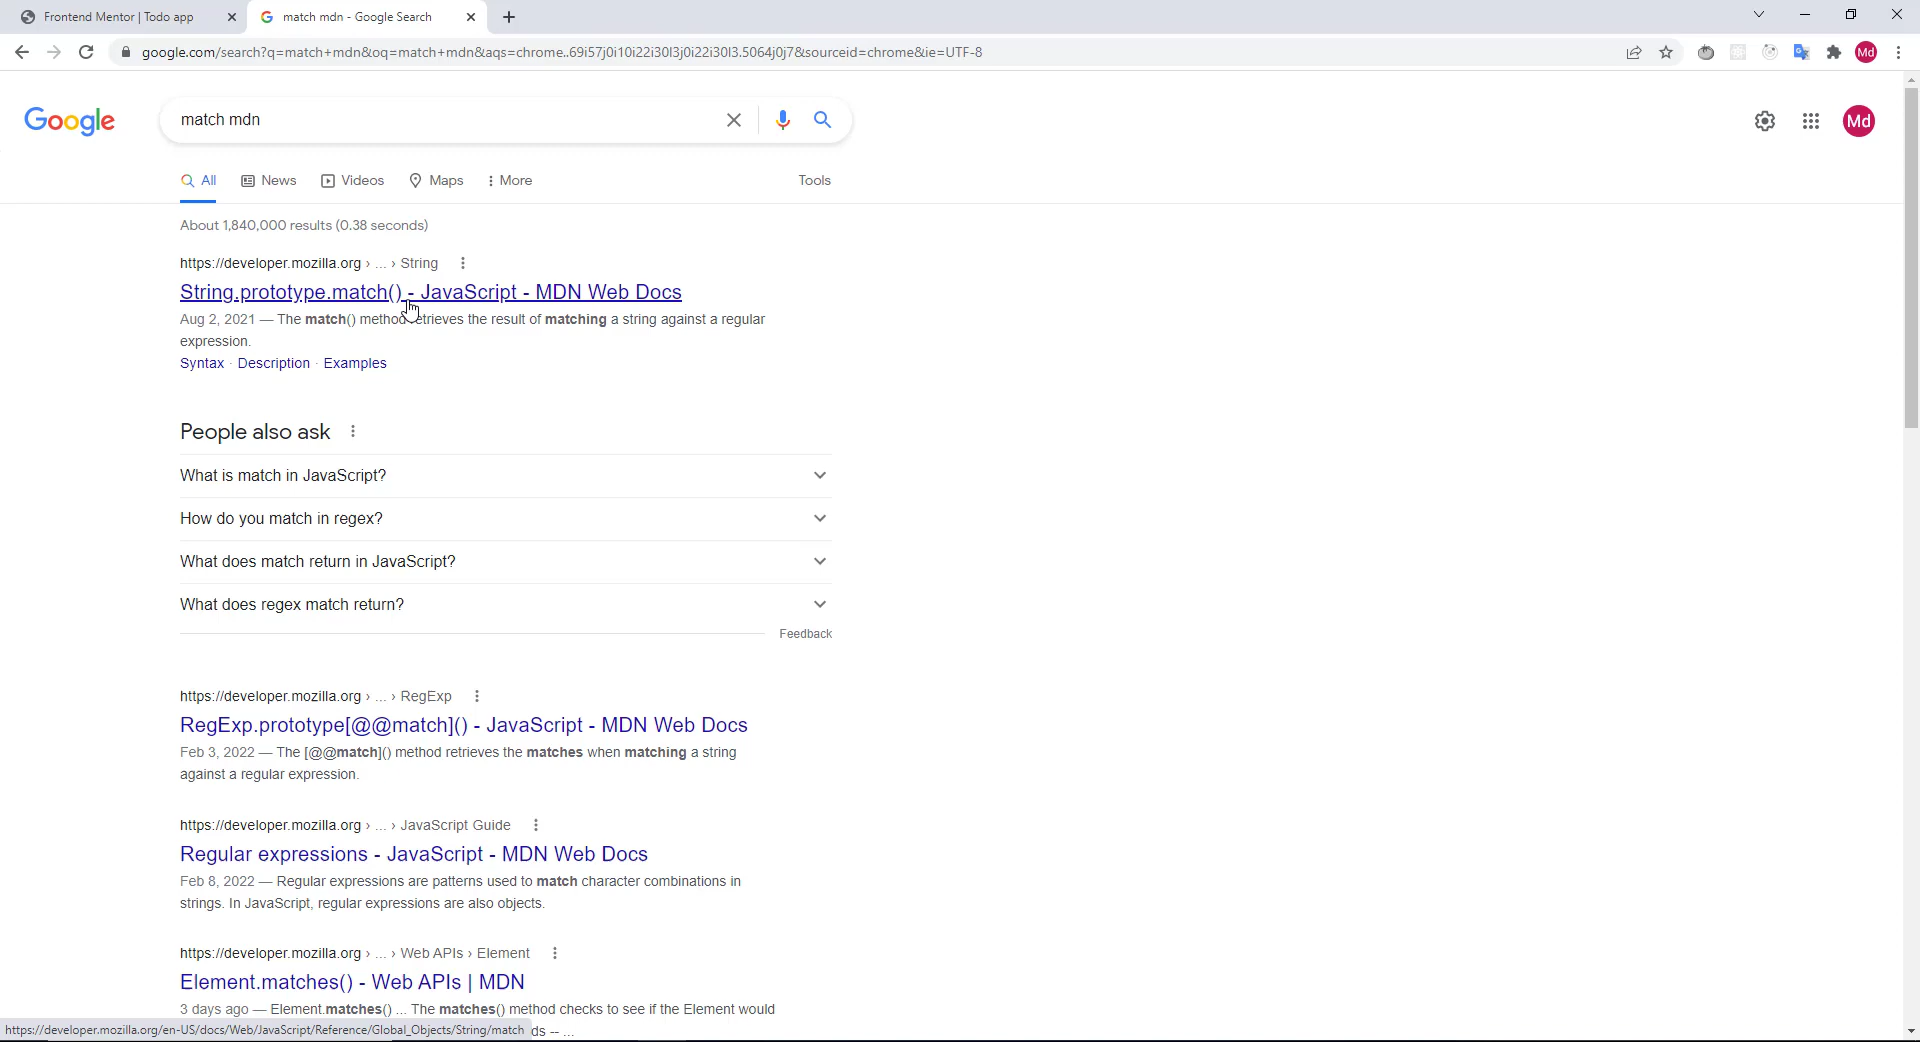 Frontend Mentor | Todo app
match mdn - Google Search
google.com/search?q=match+mdn&oq=match+mdn&aqs=chrome..69i57j0i10i22i30l3j0i22i30l3.5064j0j7&sourceid=chrome&ie=UTF-8
Md
Google
match mdn
Md
All
News
Videos
Maps
More
Tools
About 1,840,000 results (0.38 seconds)
https://developer.mozilla.org › ... › String
String.prototype.match() - JavaScript - MDN Web Docs
Aug 2, 2021 — The match() method retrieves the result of matching a string against a regular
expression.
Syntax · Description · Examples
People also ask
What is match in JavaScript?
How do you match in regex?
What does match return in JavaScript?
What does regex match return?
Feedback
https://developer.mozilla.org › ... › RegExp
RegExp.prototype[@@match]() - JavaScript - MDN Web Docs
Feb 3, 2022 — The [@@match]() method retrieves the matches when matching a string
against a regular expression.
https://developer.mozilla.org › ... › JavaScript Guide
Regular expressions - JavaScript - MDN Web Docs
Feb 8, 2022 — Regular expressions are patterns used to match character combinations in
strings. In JavaScript, regular expressions are also objects.
https://developer.mozilla.org › ... › Web APIs › Element
Element.matches() - Web APIs | MDN
3 days ago — Element.matches() ... The matches() method checks to see if the Element would
https://developer.mozilla.org/en-US/docs/Web/JavaScript/Reference/Global_Objects/String/match
ds -- ...